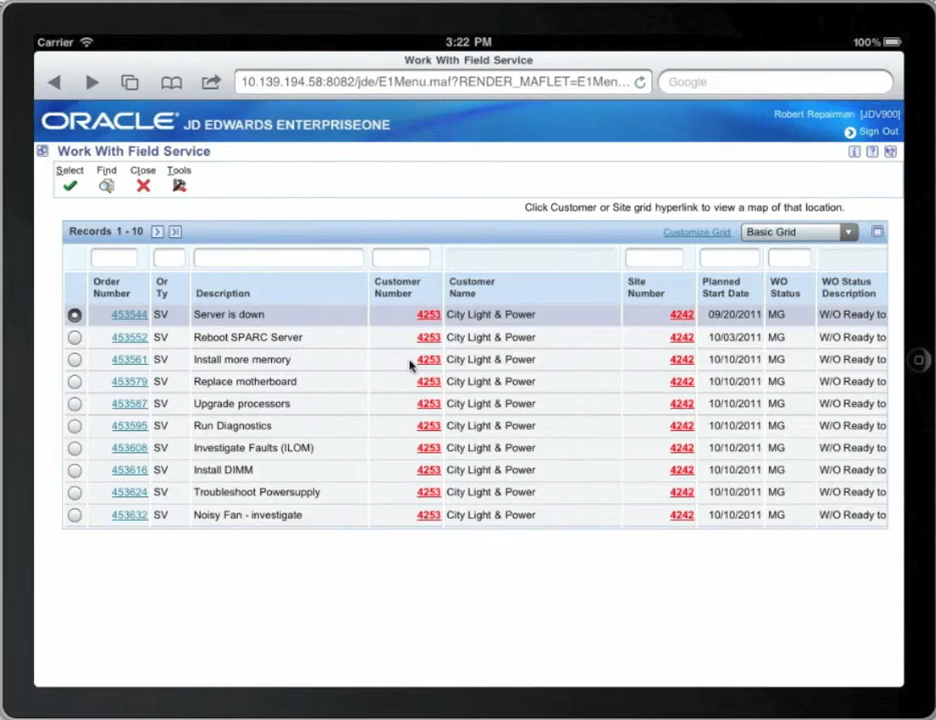 Carrier 3:22 PM 100%
Work With Field Service
10.139.194.58:8082/jde/E1Menu.maf?RENDER_MAFLET=E1Men... Google
ORACLE JD EDWARDS ENTERPRISEONE
Robert Repairman [JDV900]
Sign Out
Work With Field Service
Select Find Close Tools
Click Customer or Site grid hyperlink to view a map of that location.
Records 1 - 10 Customize Grid Basic Grid
Order Number Or Ty Description Customer Number Customer Name Site Number Planned Start Date WO Status WO Status Description
453544 SV Server is down 4253 City Light & Power 4242 09/20/2011 MG W/O Ready to
453552 SV Reboot SPARC Server 4253 City Light & Power 4242 10/03/2011 MG W/O Ready to
453561 SV Install more memory 4253 City Light & Power 4242 10/10/2011 MG W/O Ready to
453579 SV Replace motherboard 4253 City Light & Power 4242 10/10/2011 MG W/O Ready to
453587 SV Upgrade processors 4253 City Light & Power 4242 10/10/2011 MG W/O Ready to
453595 SV Run Diagnostics 4253 City Light & Power 4242 10/10/2011 MG W/O Ready to
453608 SV Investigate Faults (ILOM) 4253 City Light & Power 4242 10/10/2011 MG W/O Ready to
453616 SV Install DIMM 4253 City Light & Power 4242 10/10/2011 MG W/O Ready to
453624 SV Troubleshoot Powersupply 4253 City Light & Power 4242 10/10/2011 MG W/O Ready to
453632 SV Noisy Fan - investigate 4253 City Light & Power 4242 10/10/2011 MG W/O Ready to